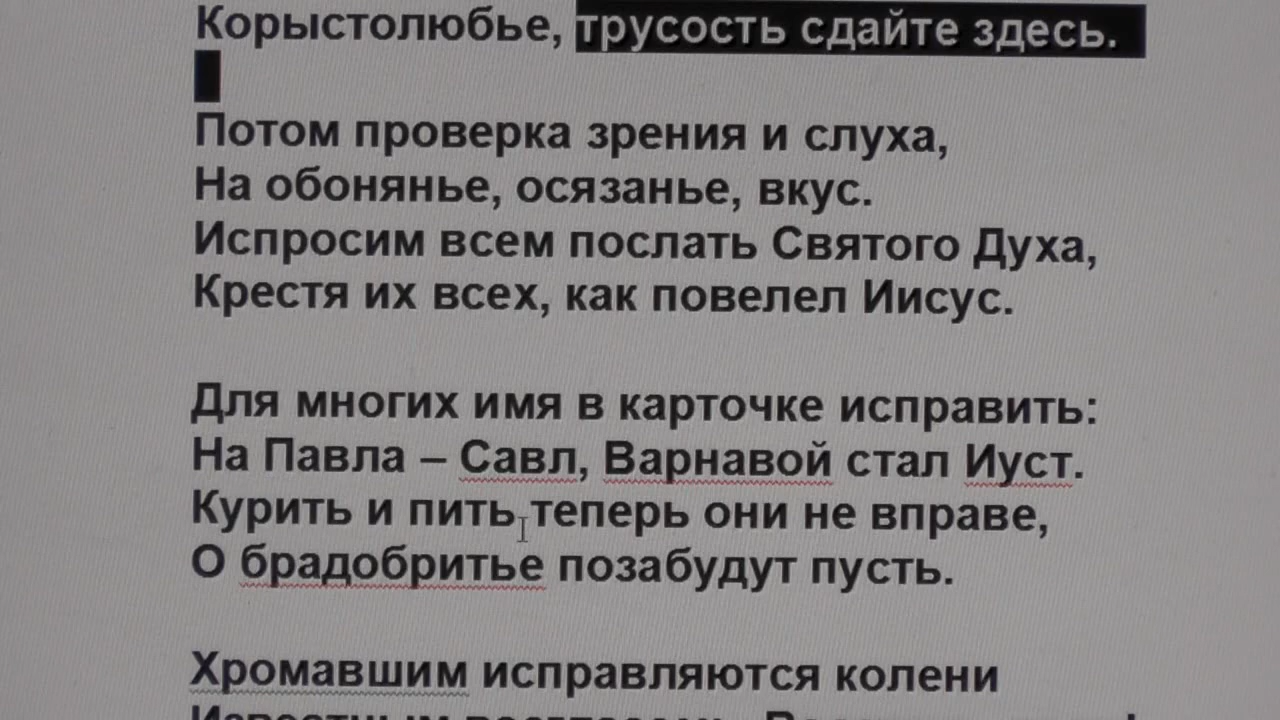 Корыстолюбье, трусость сдайте здесь.
Потом проверка зрения и слуха,
На обонянье, осязанье, вкус.
Испросим всем послать Святого Духа,
Крестя их всех, как повелел Иисус.
Для многих имя в карточке исправить:
На Павла – Савл, Варнавой стал Иуст.
Курить и пить теперь они не вправе,
О брадобритье позабудут пусть.
Хромавшим исправляются колени